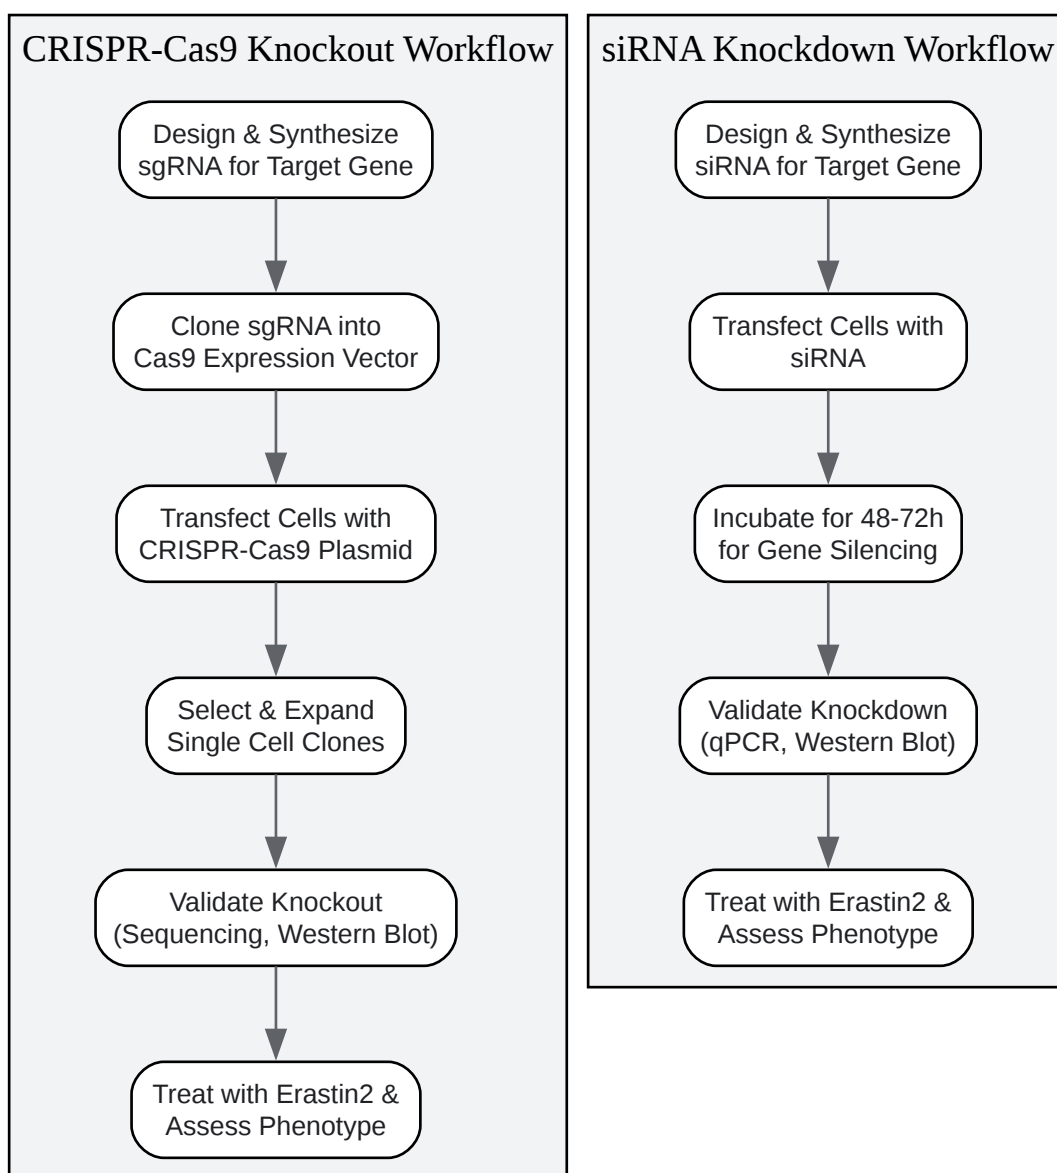 CRISPR-Cas9 Knockout Workflow
Design & Synthesize
sgRNA for Target Gene
Clone sgRNA into
Cas9 Expression Vector
Transfect Cells with
CRISPR-Cas9 Plasmid
Select & Expand
Single Cell Clones
Validate Knockout
(Sequencing, Western Blot)
Treat with Erastin2 &
Assess Phenotype
siRNA Knockdown Workflow
Design & Synthesize
siRNA for Target Gene
Transfect Cells with
siRNA
Incubate for 48-72h
for Gene Silencing
Validate Knockdown
(qPCR, Western Blot)
Treat with Erastin2 &
Assess Phenotype